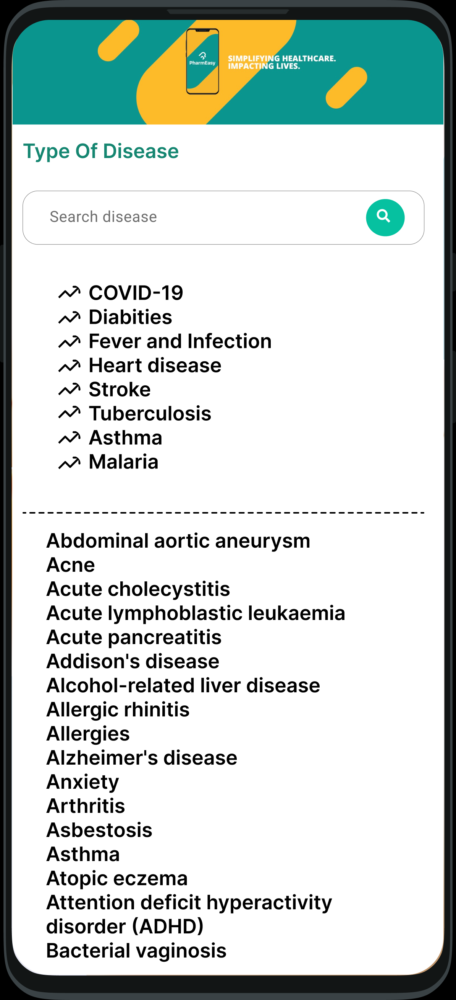 PharmEasy
SIMPLIFYING HEALTHCARE.
IMPACTING LIVES.
Type Of Disease
Search disease
COVID-19
Diabities
Fever and Infection
Heart disease
Stroke
Tuberculosis
Asthma
Malaria
Abdominal aortic aneurysm
Acne
Acute cholecystitis
Acute lymphoblastic leukaemia
Acute pancreatitis
Addison's disease
Alcohol-related liver disease
Allergic rhinitis
Allergies
Alzheimer's disease
Anxiety
Arthritis
Asbestosis
Asthma
Atopic eczema
Attention deficit hyperactivity
disorder (ADHD)
Bacterial vaginosis